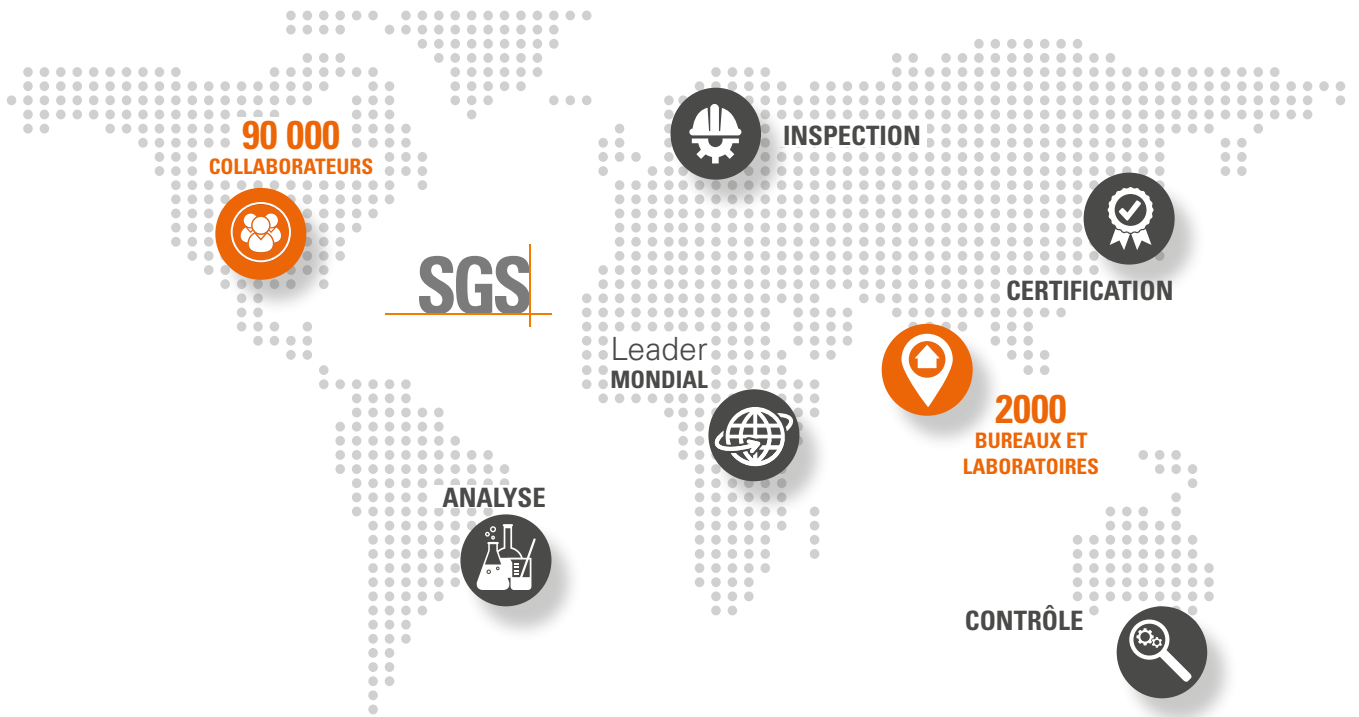 90 000
COLLABORATEURS
INSPECTION
SGS
CERTIFICATION
Leader
MONDIAL
2000
BUREAUX ET
LABORATOIRES
ANALYSE
CONTRÔLE